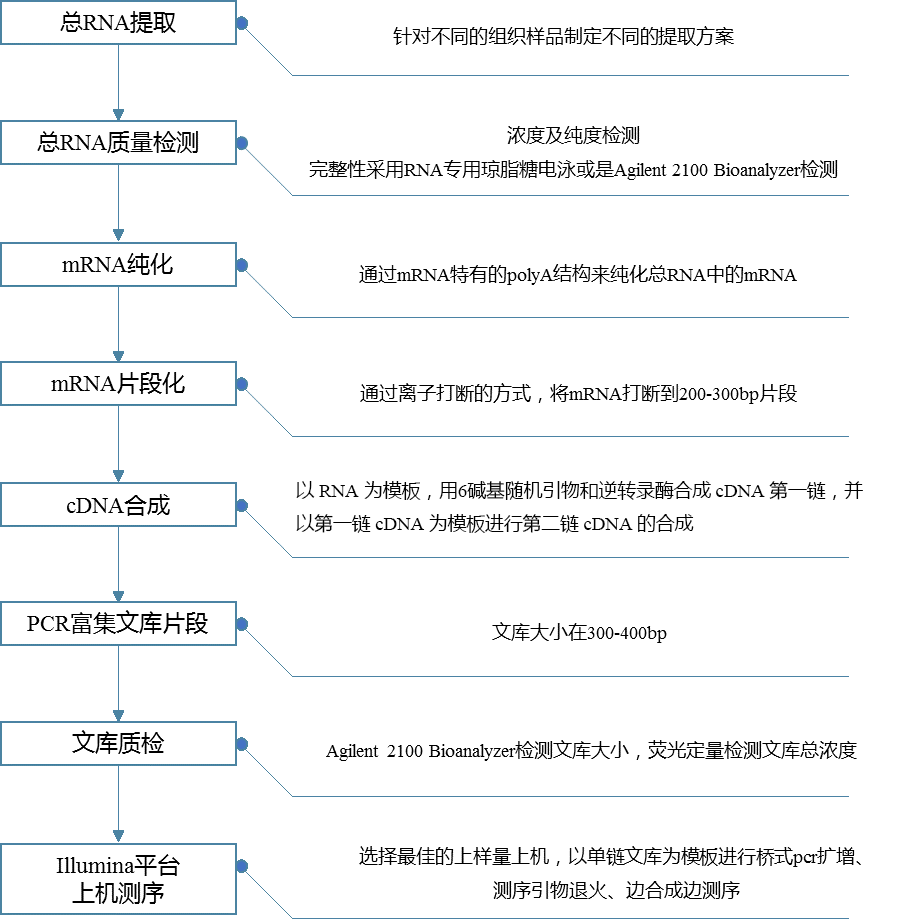 总RNA提取
针对不同的组织样品制定不同的提取方案
总RNA质量检测
浓度及纯度检测
完整性采用RNA专用琼脂糖电泳或是Agilent 2100 Bioanalyzer检测
mRNA纯化
通过mRNA特有的polyA结构来纯化总RNA中的mRNA
mRNA片段化
通过离子打断的方式，将mRNA打断到200-300bp片段
cDNA合成
以 RNA 为模板，用6碱基随机引物和逆转录酶合成 cDNA 第一链，并
以第一链 cDNA 为模板进行第二链 cDNA 的合成
PCR富集文库片段
文库大小在300-400bp
文库质检
Agilent 2100 Bioanalyzer检测文库大小，荧光定量检测文库总浓度
Illumina平台
上机测序
选择最佳的上样量上机，以单链文库为模板进行桥式pcr扩增、
测序引物退火、边合成边测序